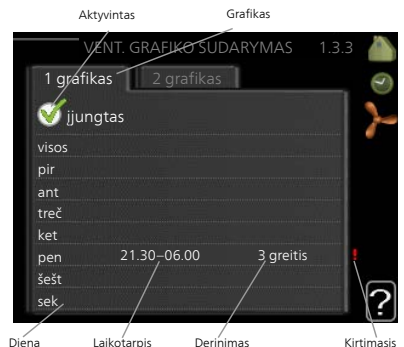 Aktyvintas
Grafikas
VENT. GRAFIKO SUDARYMAS 1.3.3
1 grafikas 2 grafikas
įjungtas
visos
pir
ant
treč
ket
pen 21.30–06.00 3 greitis !
šešt
sek
?
Diena Laikotarpis Derinimas Kirtimasis